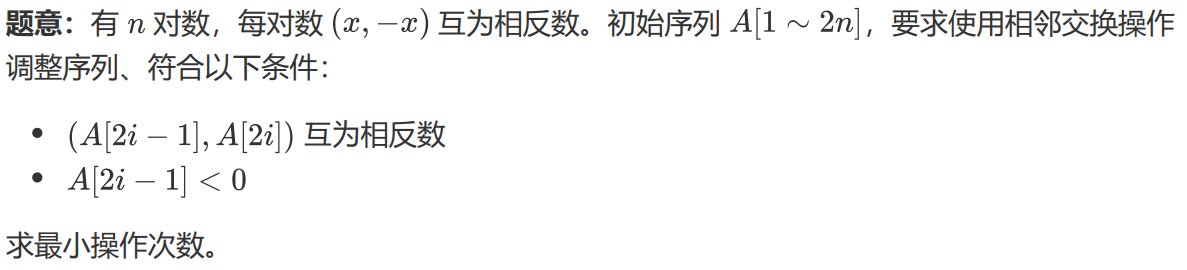 题意：有 n 对数，每对数 (x, −x) 互为相反数。初始序列 A[1 ∼ 2n]，要求使用相邻交换操作
调整序列、符合以下条件：
• (A[2i − 1], A[2i]) 互为相反数
• A[2i − 1] < 0
求最小操作次数。